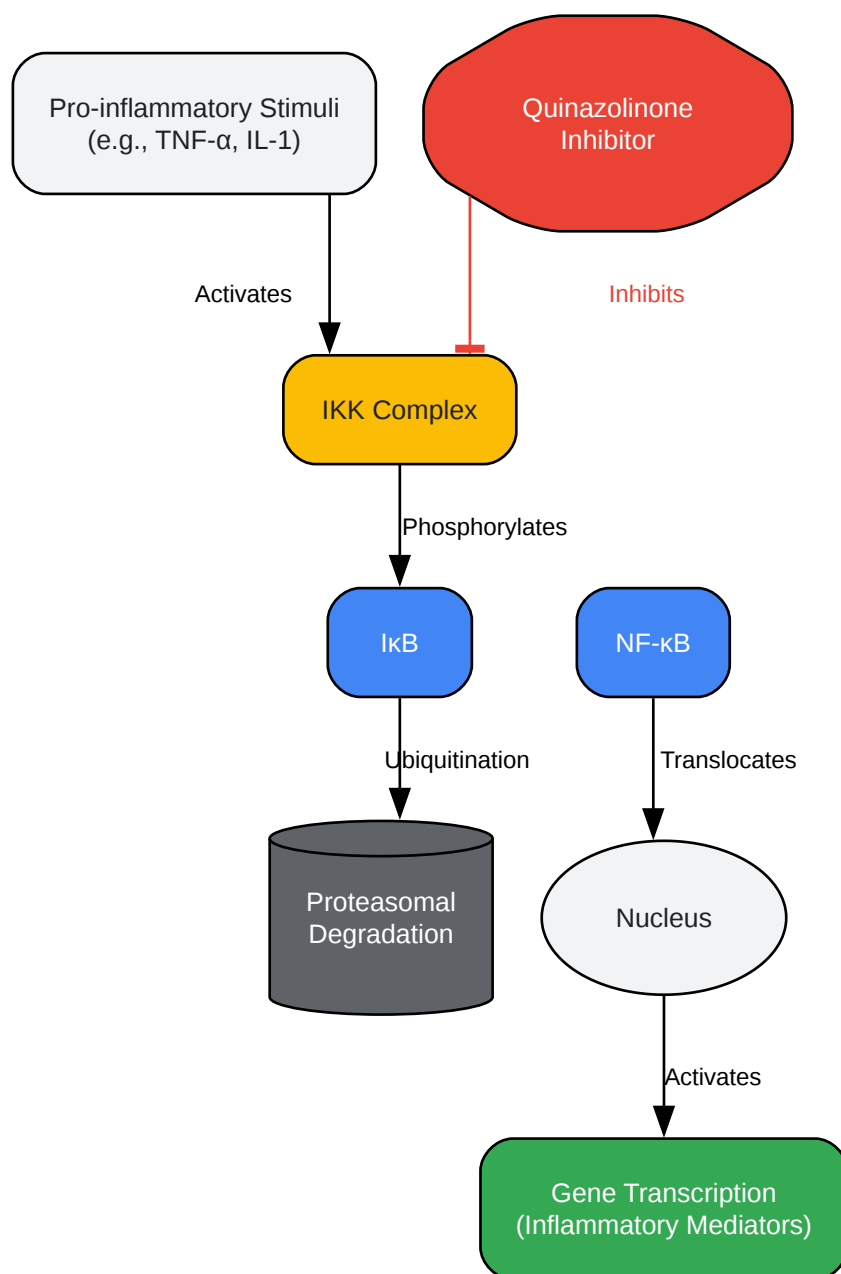 Pro-inflammatory Stimuli
(e.g., TNF-α, IL-1)
Quinazolinone
Inhibitor
Activates
Inhibits
IKK Complex
Phosphorylates
IκB
NF-κB
Ubiquitination
Translocates
Proteasomal
Degradation
Nucleus
Activates
Gene Transcription
(Inflammatory Mediators)